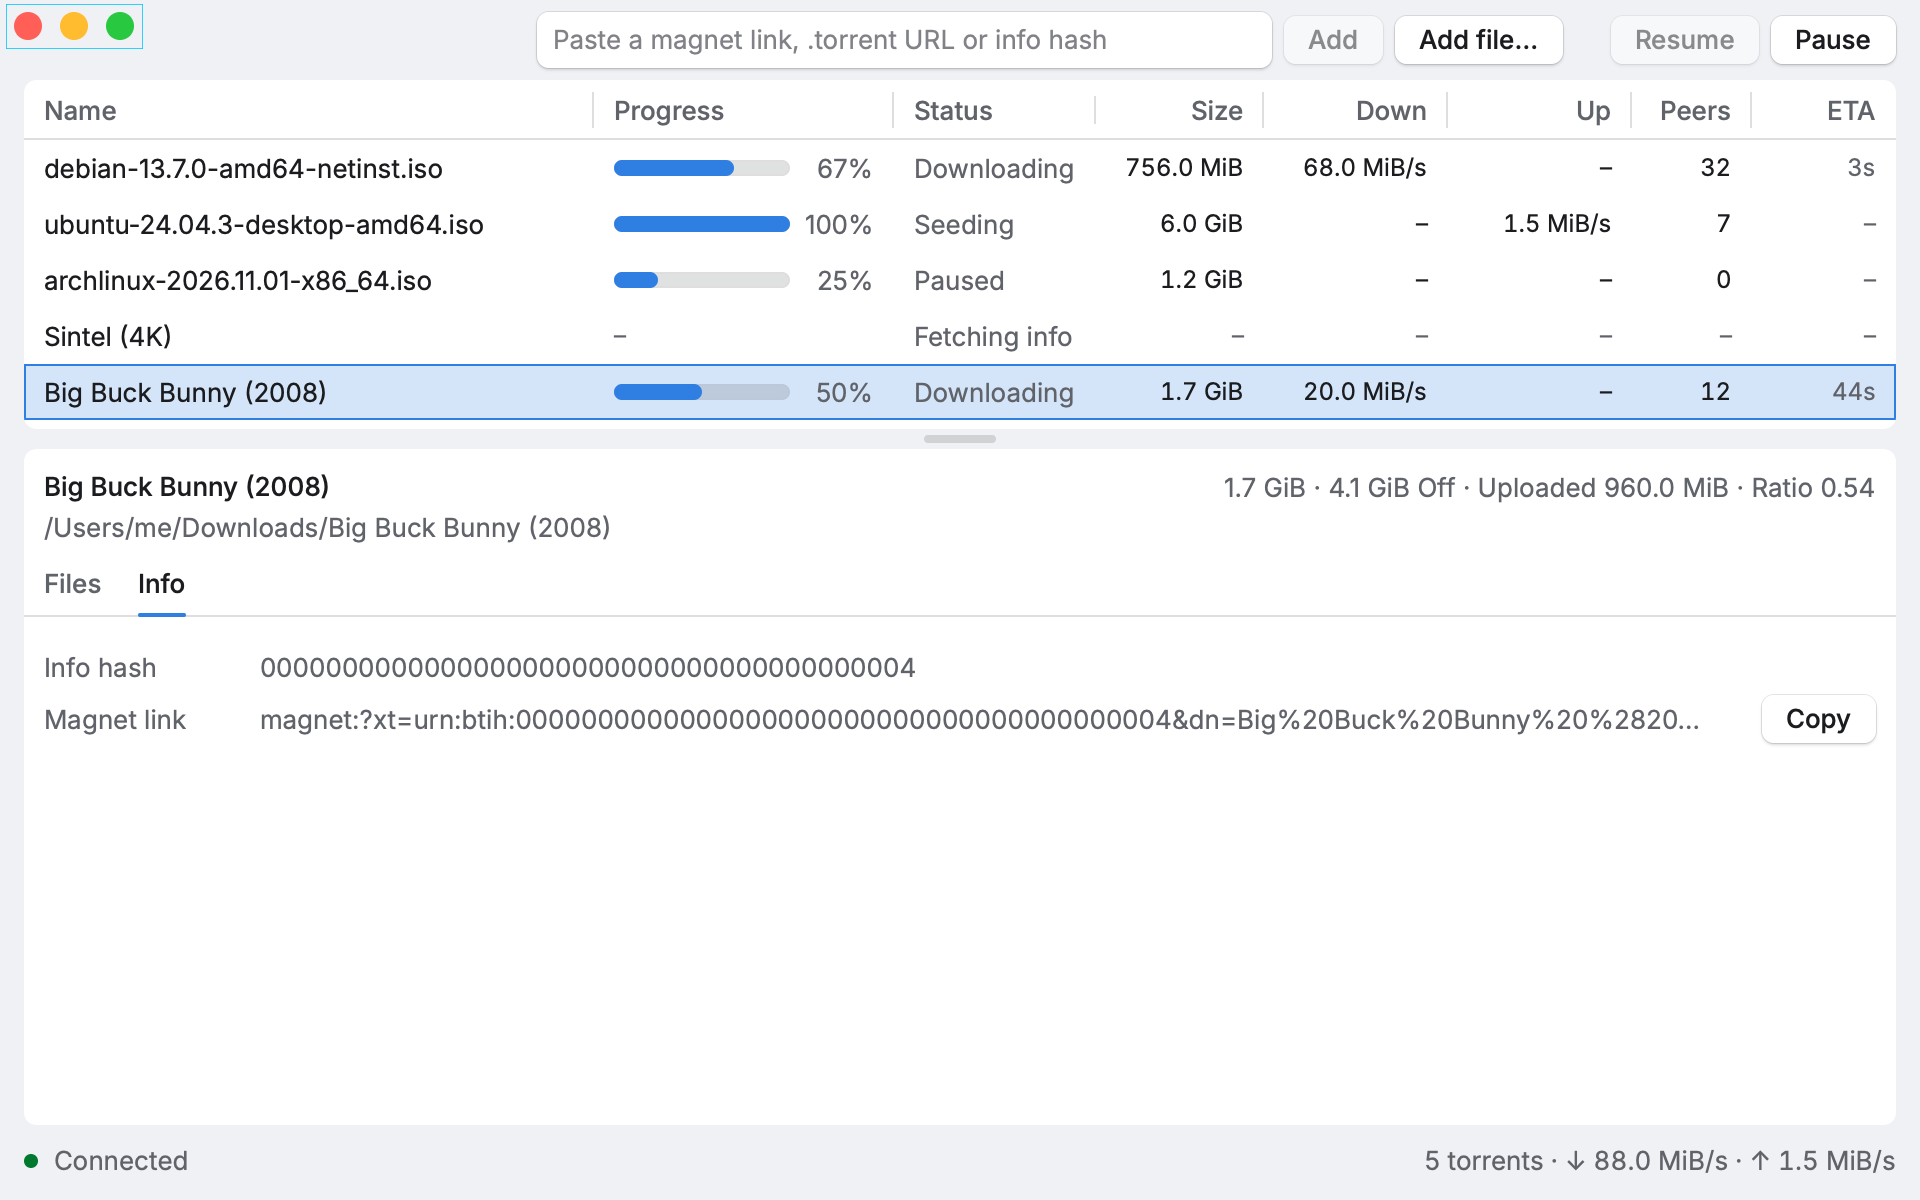 Paste a magnet link, .torrent URL or info hash Add Add file... Resume Pause
Name Progress Status Size Down Up Peers ETA
debian-13.7.0-amd64-netinst.iso 67% Downloading 756.0 MiB 68.0 MiB/s – 32 3s
ubuntu-24.04.3-desktop-amd64.iso 100% Seeding 6.0 GiB – 1.5 MiB/s 7 –
archlinux-2026.11.01-x86_64.iso 25% Paused 1.2 GiB – – 0 –
Sintel (4K) – Fetching info – – – – –
Big Buck Bunny (2008) 50% Downloading 1.7 GiB 20.0 MiB/s – 12 44s
Big Buck Bunny (2008) 1.7 GiB · 4.1 GiB Off · Uploaded 960.0 MiB · Ratio 0.54
/Users/me/Downloads/Big Buck Bunny (2008)
Files Info
Info hash 0000000000000000000000000000000000000004
Magnet link magnet:?xt=urn:btih:0000000000000000000000000000000000000004&dn=Big%20Buck%20Bunny%20%2820... Copy
Connected 5 torrents · ↓ 88.0 MiB/s · ↑ 1.5 MiB/s